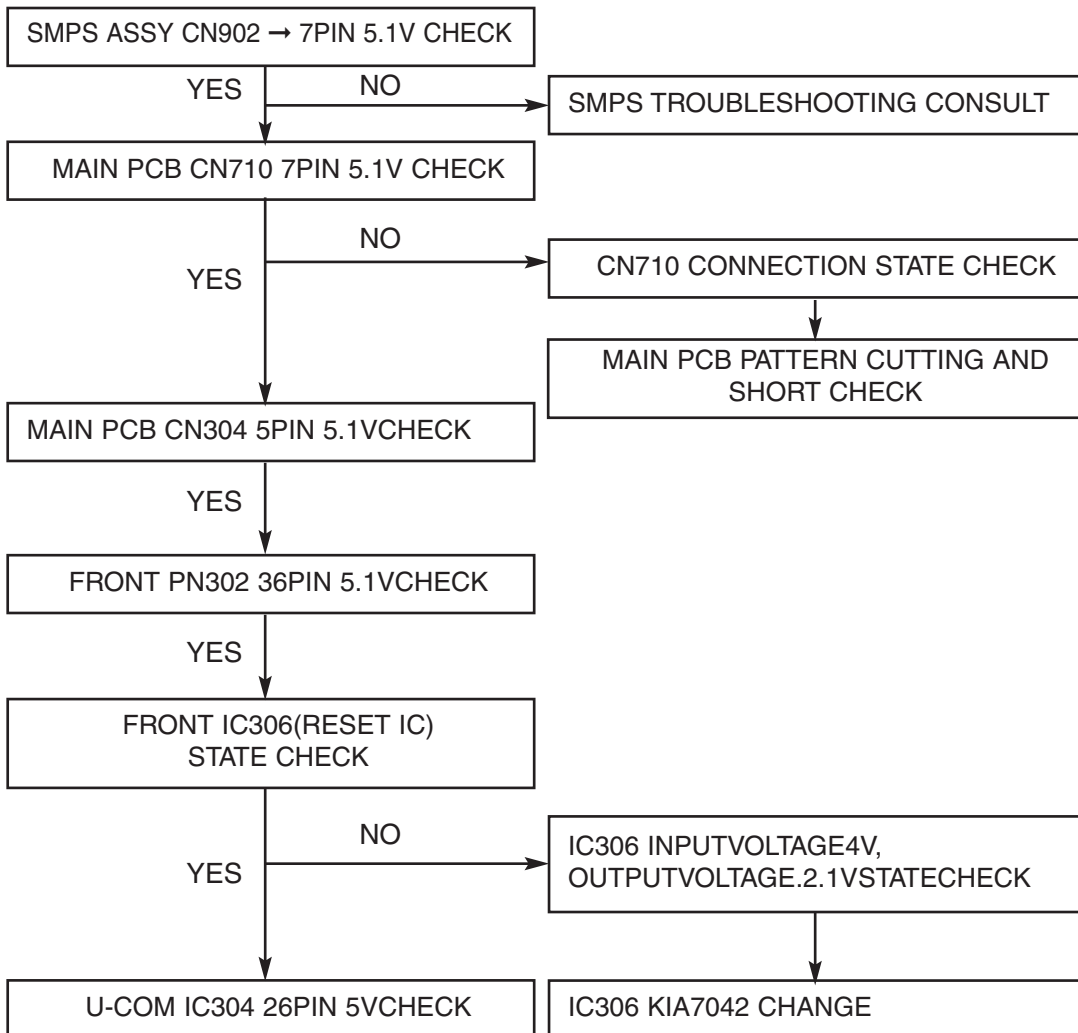 SMPS ASSY CN902 → 7PIN 5.1V CHECK
YES
NO
SMPS TROUBLESHOOTING CONSULT
MAIN PCB CN710 7PIN 5.1V CHECK
NO
YES
CN710 CONNECTION STATE CHECK
MAIN PCB PATTERN CUTTING AND
SHORT CHECK
MAIN PCB CN304 5PIN 5.1VCHECK
YES
FRONT PN302 36PIN 5.1VCHECK
YES
FRONT IC306(RESET IC)
STATE CHECK
NO
YES
IC306 INPUTVOLTAGE4V,
OUTPUTVOLTAGE.2.1VSTATECHECK
U-COM IC304 26PIN 5VCHECK
IC306 KIA7042 CHANGE